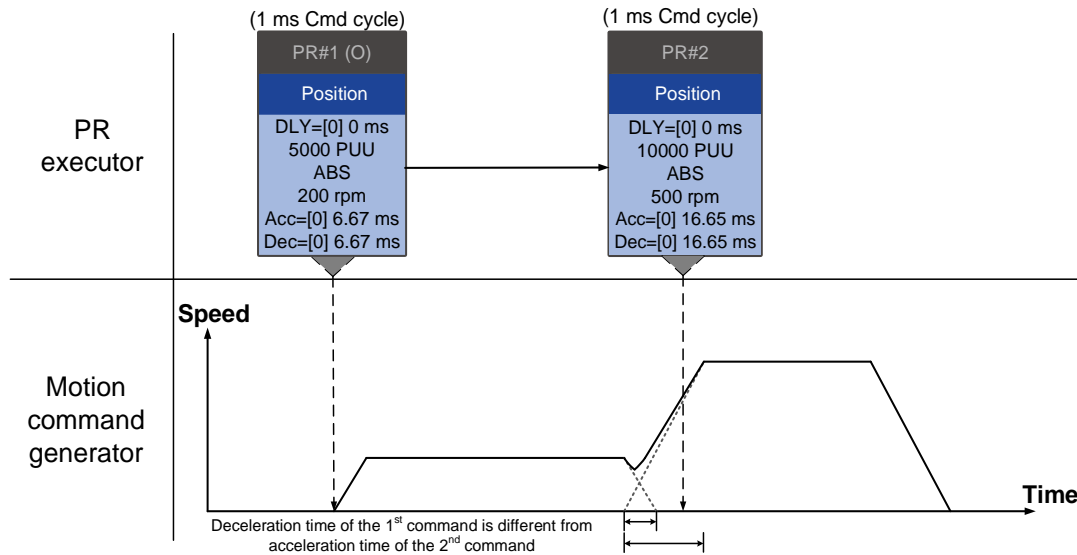 (1 ms Cmd cycle)
(1 ms Cmd cycle)
PR#1 (O)
PR#2
Position
Position
PR
executor
DLY=[0] 0 ms
5000 PUU
ABS
200 rpm
Acc=[0] 6.67 ms
Dec=[0] 6.67 ms
DLY=[0] 0 ms
10000 PUU
ABS
500 rpm
Acc=[0] 16.65 ms
Dec=[0] 16.65 ms
Speed
Motion
command
generator
Time
Deceleration time of the 1st command is different from
acceleration time of the 2nd command